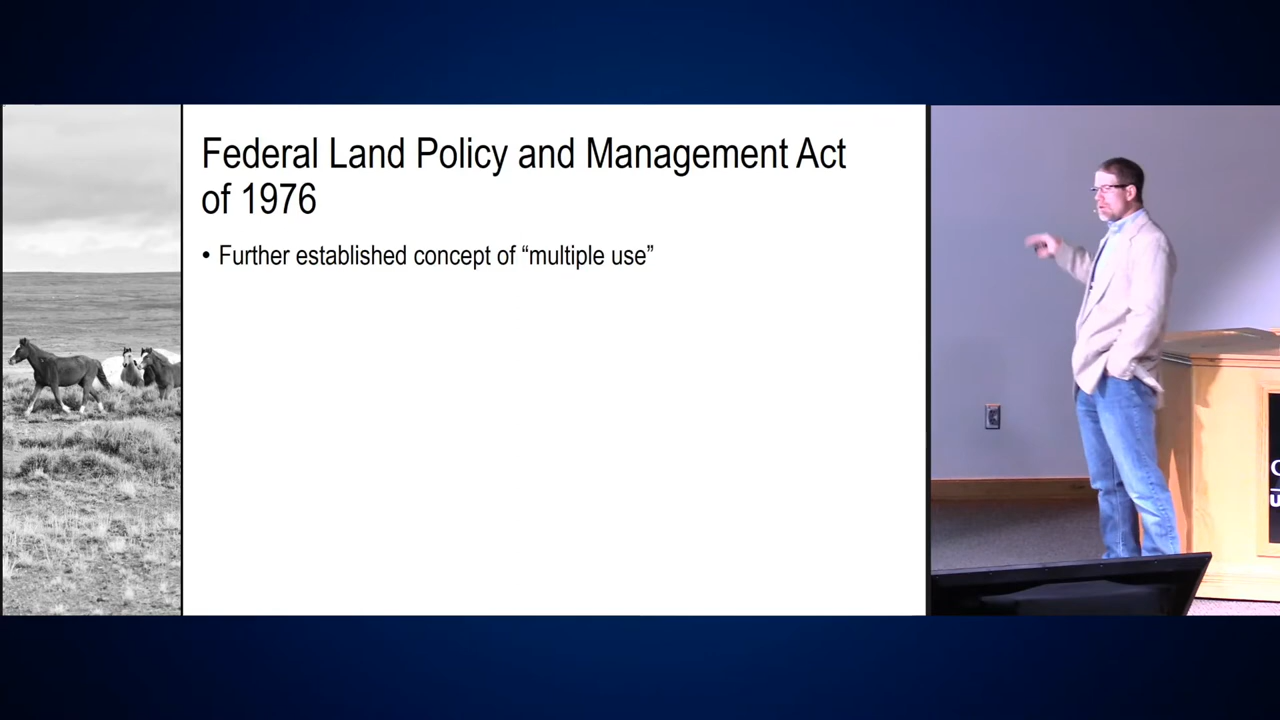 Federal Land Policy and Management Act
of 1976
• Further established concept of “multiple use”